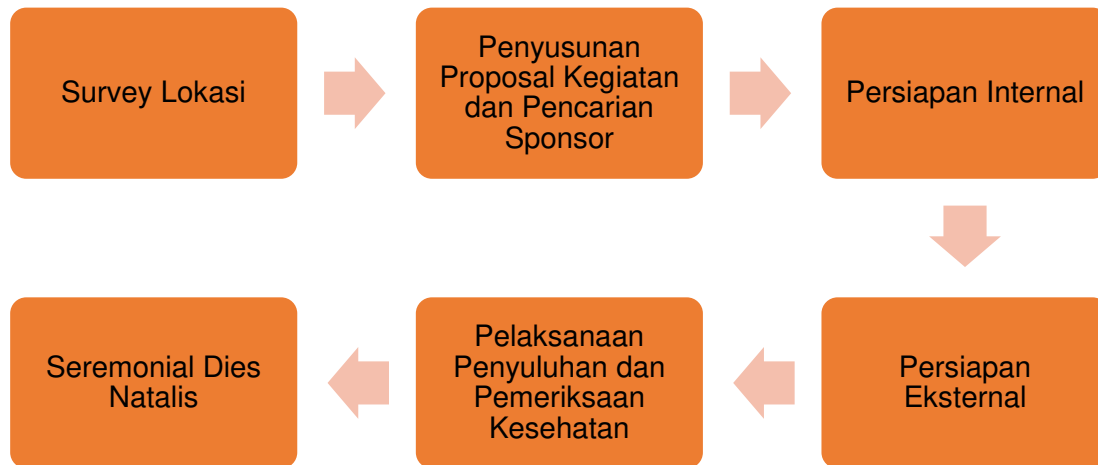 Survey Lokasi
Penyusunan
Proposal Kegiatan
dan Pencarian
Sponsor
Persiapan Internal
Persiapan
Eksternal
Pelaksanaan
Penyuluhan dan
Pemeriksaan
Kesehatan
Seremonial Dies
Natalis